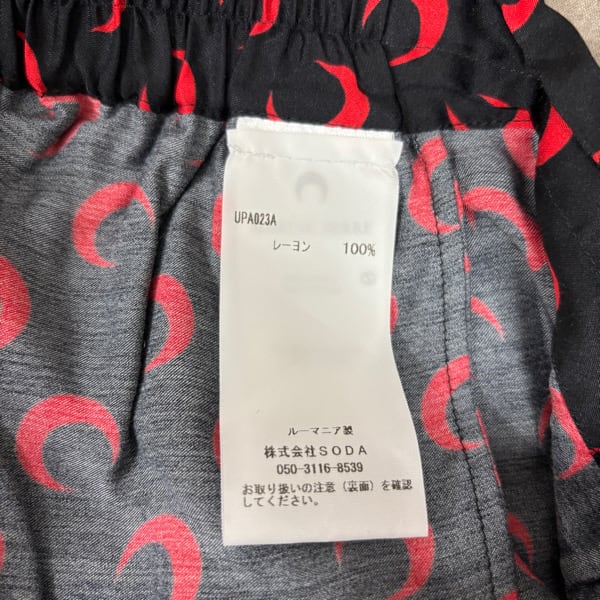 UPA023A
レーヨン 100%
ルーマニア製
株式会社SODA
050-3116-8539
お取り扱いの注意(裏面)を確認
してください。